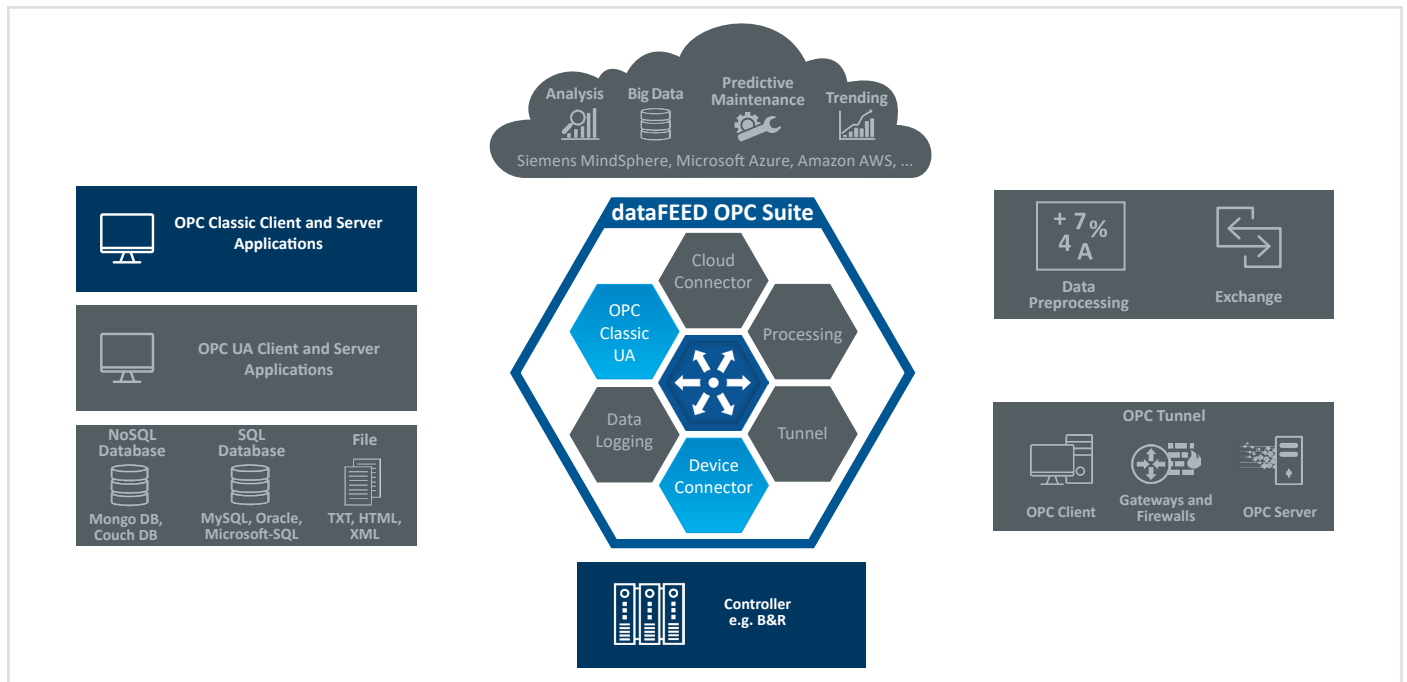 Analysis
Big Data
Predictive
Maintenance
Trending
Siemens MindSphere, Microsoft Azure, Amazon AWS, ...
OPC Classic Client and Server
Applications
OPC UA Client and Server
Applications
NoSQL
Database
SQL
Database
File
Mongo DB,
Couch DB
MySQL, Oracle,
Microsoft-SQL
TXT, HTML,
XML
dataFEED OPC Suite
Cloud
Connector
OPC
Classic
UA
Processing
Data
Logging
Tunnel
Device
Connector
Controller
e.g. B&R
+ 7%
4 A
Data
Preprocessing
Exchange
OPC Tunnel
OPC Client
Gateways and
Firewalls
OPC Server